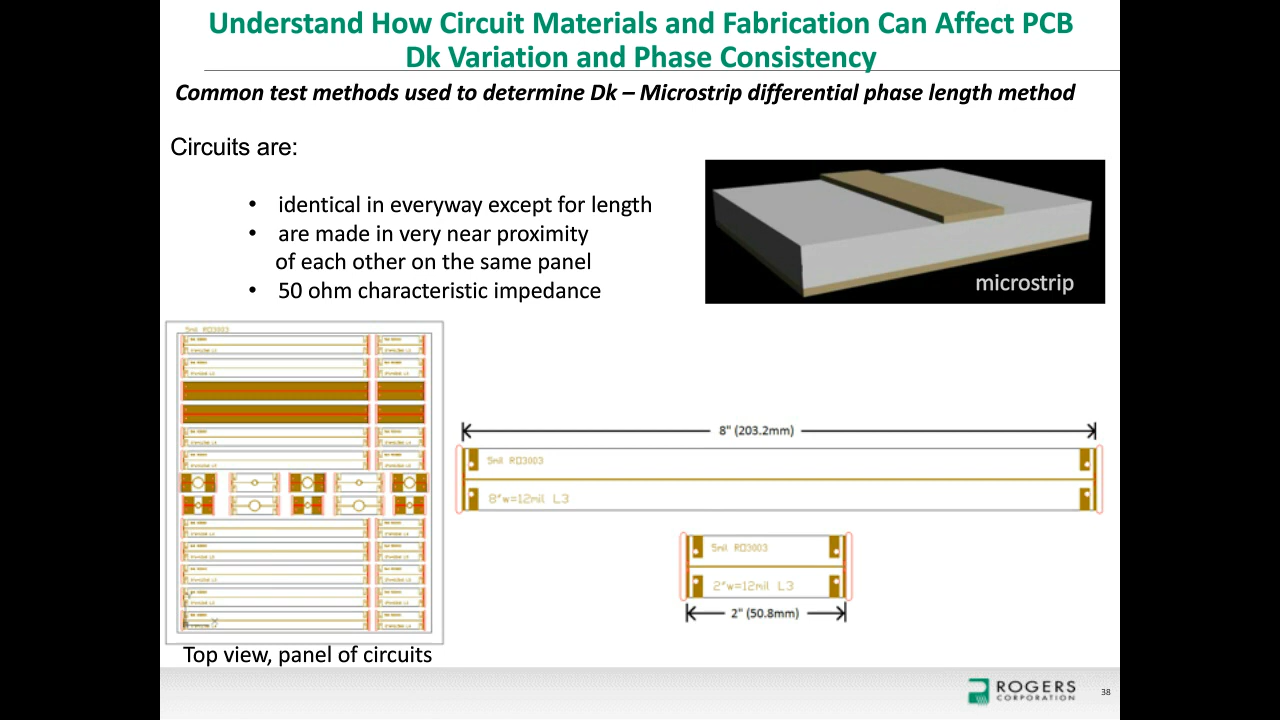 Understand How Circuit Materials and Fabrication Can Affect PCB
Dk Variation and Phase Consistency
Common test methods used to determine Dk – Microstrip differential phase length method
Circuits are:
• identical in everyway except for length
• are made in very near proximity
of each other on the same panel
• 50 ohm characteristic impedance
microstrip
5mil RO3003
8" (203.2mm)
5mil RO3003
8"w=12mil L3
5mil RO3003
2"w=12mil L3
2" (50.8mm)
Top view, panel of circuits
ROGERS
CORPORATION
38